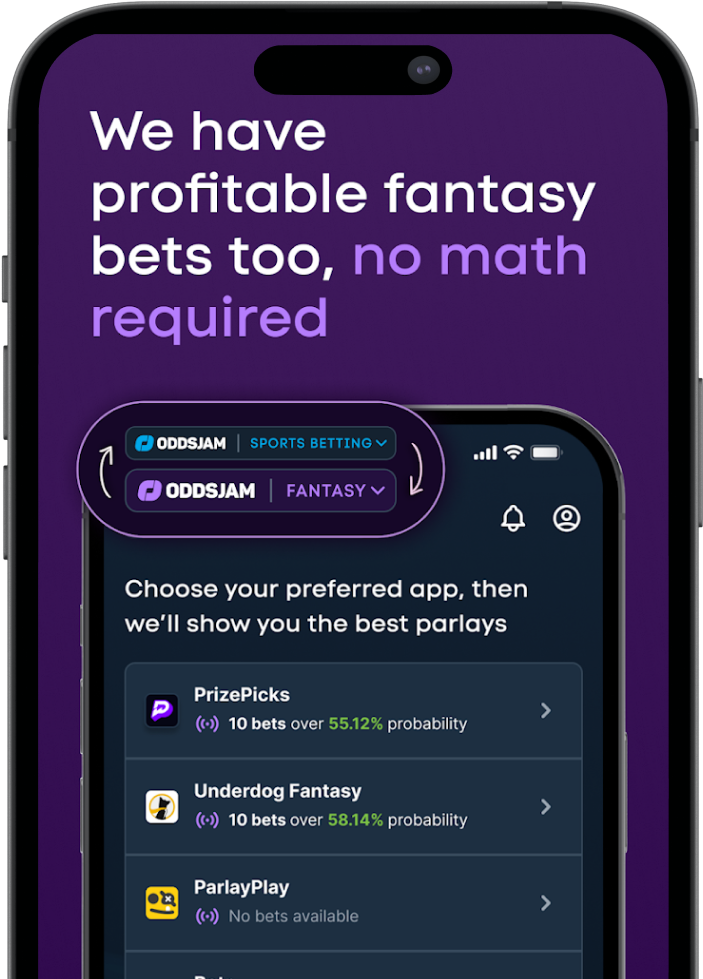 We have
profitable fantasy
bets too, no math
required
ODDSJAM | SPORTS BETTING
ODDSJAM | FANTASY
Choose your preferred app, then
we'll show you the best parlays
PrizePicks
10 bets over 55.12% probability
Underdog Fantasy
10 bets over 58.14% probability
ParlayPlay
No bets available